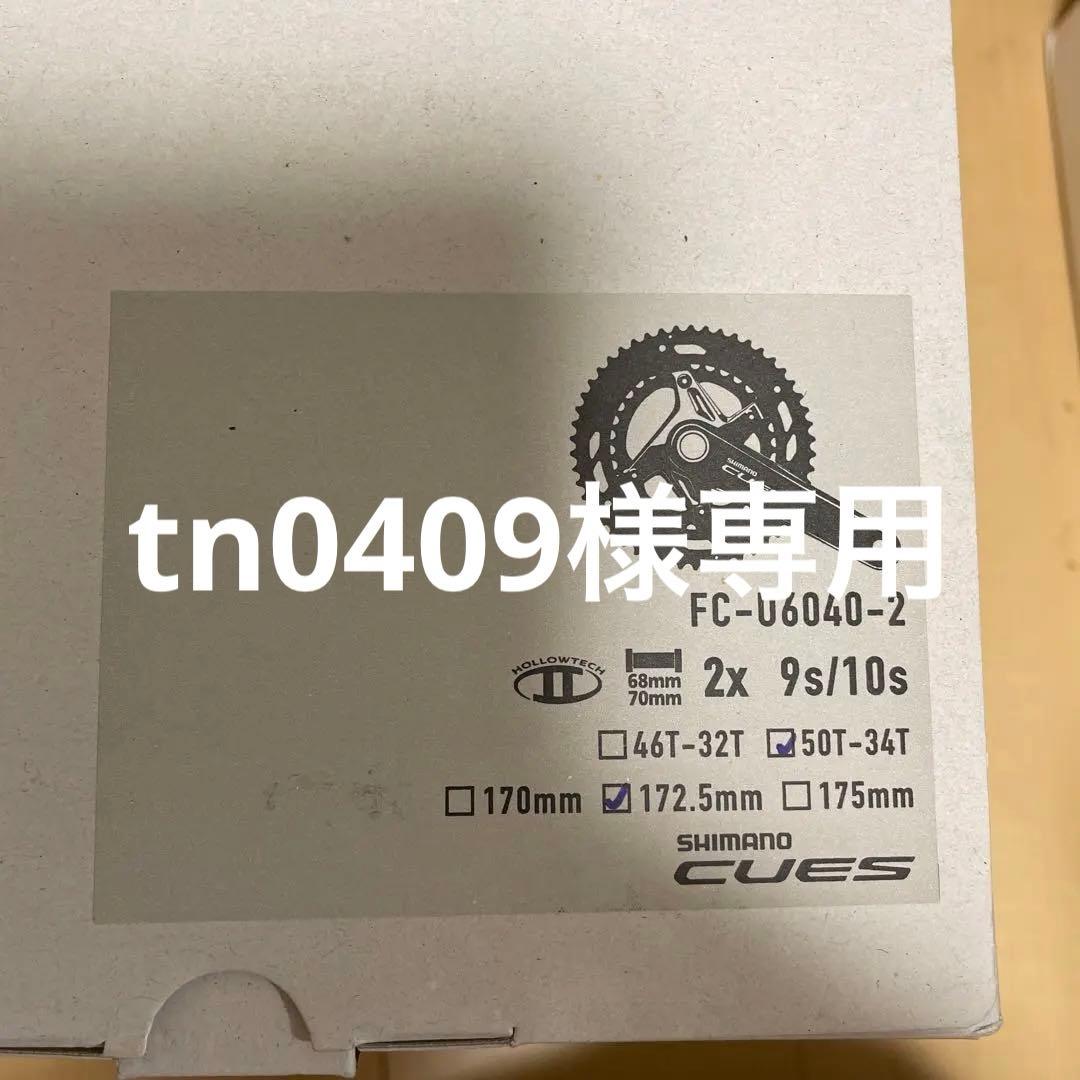 SHIMANO
tn0409様専用
FC-U6040-2
HOLLOWTECH II 68mm 70mm 2x 9s/10s
46T-32T 50T-34T
170mm 172.5mm 175mm
SHIMANO
CUES